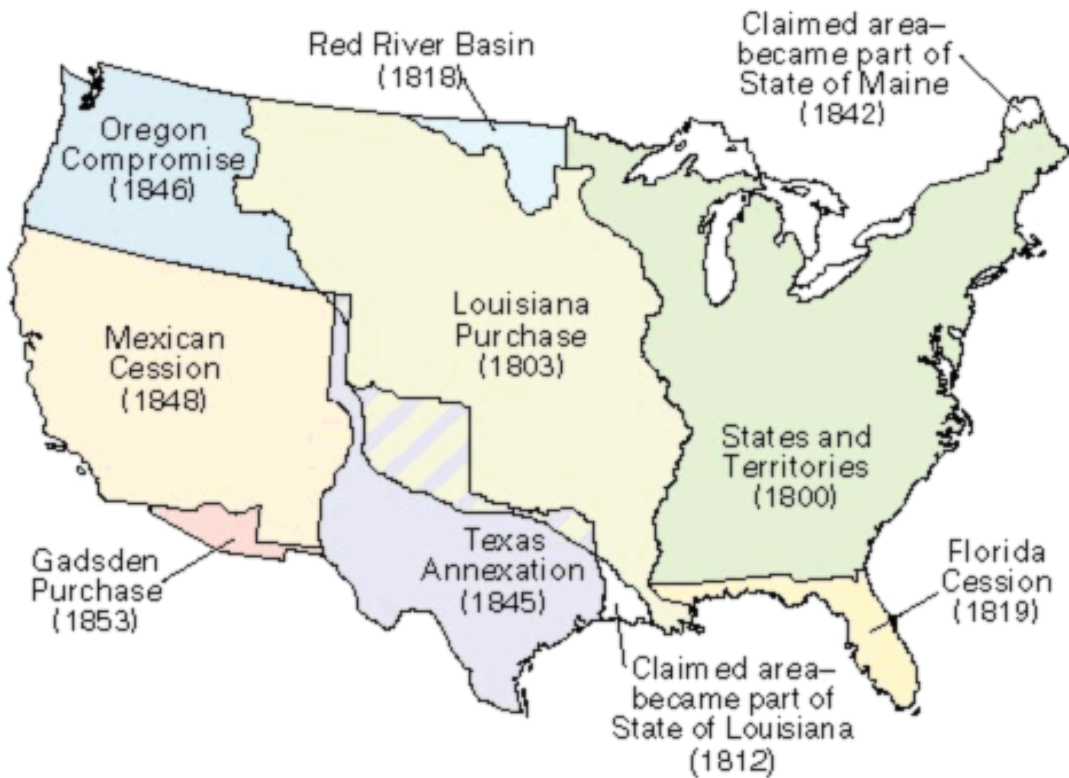 Red River Basin
(1818)
Claimed area–
became part of
State of Maine
(1842)
Oregon
Compromise
(1846)
Louisiana
Purchase
(1803)
Mexican
Cession
(1848)
States and
Territories
(1800)
Gadsden
Purchase
(1853)
Texas
Annexation
(1845)
Florida
Cession
(1819)
Claimed area–
became part of
State of Louisiana
(1812)